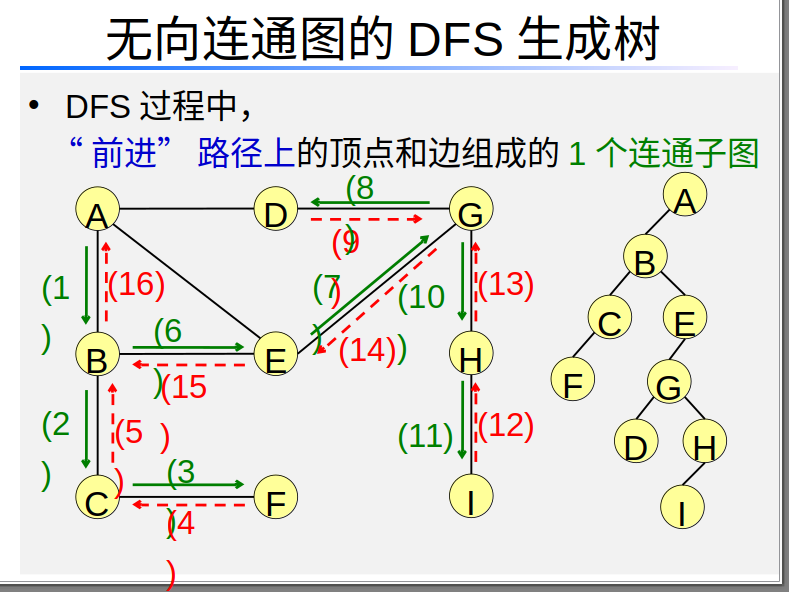 无向连通图的 DFS 生成树
• DFS 过程中，
“ 前进” 路径上的顶点和边组成的 1 个连通子图
A D G A
(8)
(9)
B
(1) (16) (7) (10) (13)
C E
(6) (14)
B E H
(15) F G
(2) (5) (11) (12) D H
(3)
C F I I
(4)